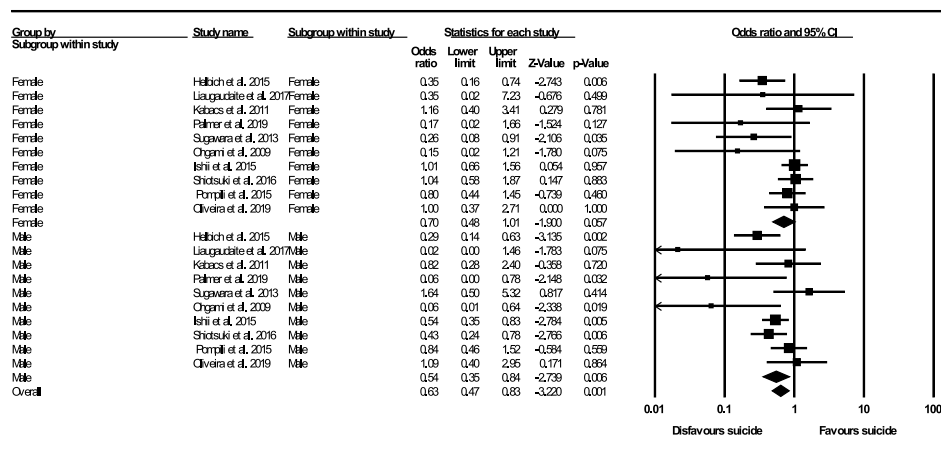 Group by Study name Subgroup within study Statistics for each study Odds ratio and 95% CI
Subgroup within study
Odds Lower Upper
ratio limit limit Z-Value p-Value
Female Helbich et al. 2015 Female 0.35 0.16 0.74 -2.743 0.006
Female Liaugaudaite et al. 2017 Female 0.35 0.02 7.23 -0.676 0.499
Female Kabacs et al. 2011 Female 1.16 0.40 3.41 0.279 0.781
Female Palmer et al. 2019 Female 0.17 0.02 1.66 -1.524 0.127
Female Sugawara et al. 2013 Female 0.26 0.08 0.91 -2.106 0.035
Female Ohgami et al. 2009 Female 0.15 0.02 1.21 -1.780 0.075
Female Ishii et al. 2015 Female 1.01 0.66 1.56 0.054 0.957
Female Shiotsuki et al. 2016 Female 1.04 0.58 1.87 0.147 0.883
Female Pompili et al. 2015 Female 0.80 0.44 1.45 -0.739 0.460
Female Oliveira et al. 2019 Female 1.00 0.37 2.71 0.000 1.000
Female 0.70 0.48 1.01 -1.900 0.057
Male Helbich et al. 2015 Male 0.29 0.14 0.63 -3.135 0.002
Male Liaugaudaite et al. 2017 Male 0.02 0.00 1.46 -1.783 0.075
Male Kabacs et al. 2011 Male 0.82 0.28 2.40 -0.358 0.720
Male Palmer et al. 2019 Male 0.06 0.00 0.78 -2.148 0.032
Male Sugawara et al. 2013 Male 1.64 0.50 5.32 0.817 0.414
Male Ohgami et al. 2009 Male 0.06 0.01 0.64 -2.338 0.019
Male Ishii et al. 2015 Male 0.54 0.35 0.83 -2.784 0.005
Male Shiotsuki et al. 2016 Male 0.43 0.24 0.78 -2.766 0.006
Male Pompili et al. 2015 Male 0.84 0.46 1.52 -0.584 0.559
Male Oliveira et al. 2019 Male 1.09 0.40 2.95 0.171 0.864
Male 0.54 0.35 0.84 -2.739 0.006
Overall 0.63 0.47 0.83 -3.220 0.001
0.01 0.1 1 10 100
Disfavours suicide Favours suicide